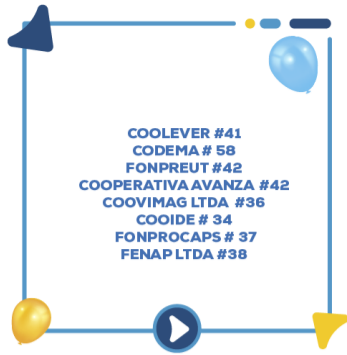 COOLEVER #41
CODEMA # 58
FONPREUT #42
COOPERATIVA AVANZA #42
COOVIMAG LTDA #36
COOIDE # 34
FONPROCAPS # 37
FENAP LTDA #38